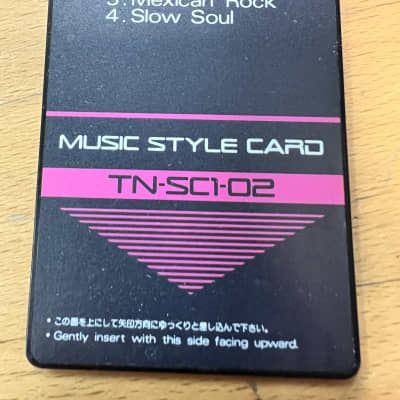 3. Mexican Rock
4. Slow Soul
MUSIC STYLE CARD
TN-SC1-02
・この面を上にして矢印方向にゆっくりと差し込んで下さい。
・Gently insert with this side facing upward.